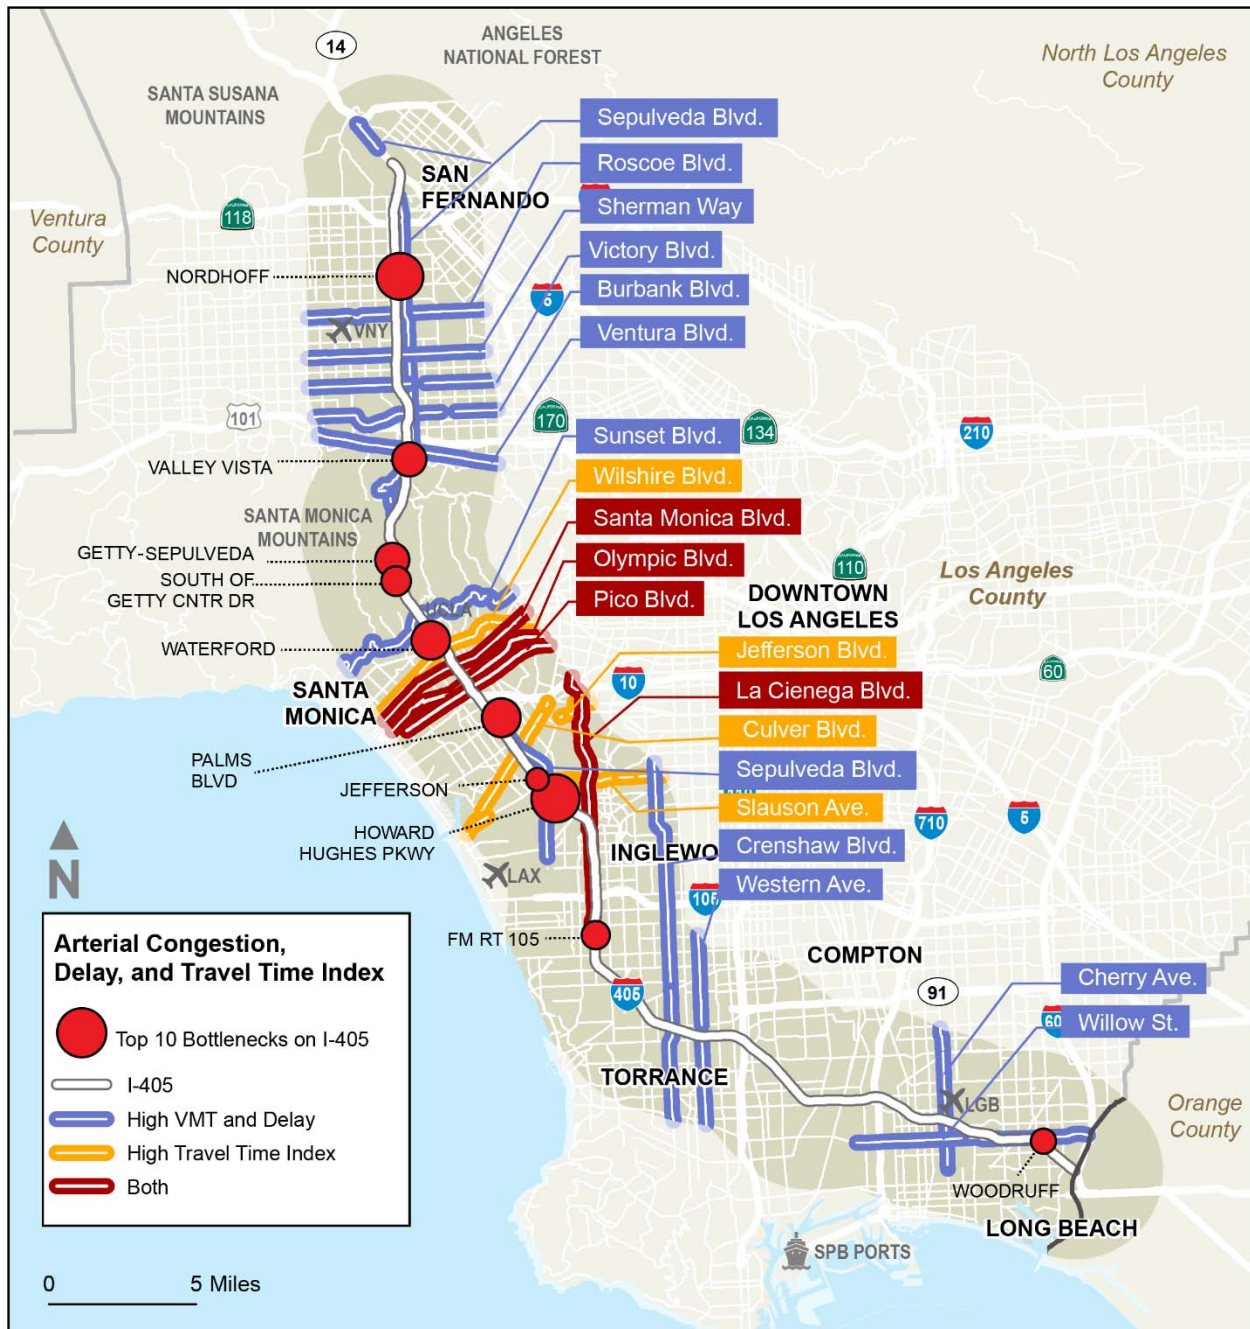 14
ANGELES
NATIONAL FOREST
North Los Angeles
County
SANTA SUSANA
MOUNTAINS
Sepulveda Blvd.
Roscoe Blvd.
SAN
FERNANDO
Sherman Way
Ventura
County
118
Victory Blvd.
NORDHOFF
Burbank Blvd.
5
VNY
Ventura Blvd.
101
170
Sunset Blvd.
134
210
VALLEY VISTA
Wilshire Blvd.
SANTA MONICA
MOUNTAINS
Santa Monica Blvd.
GETTY-SEPULVEDA
Olympic Blvd.
CALIFORNIA
110
SOUTH OF
GETTY CNTR DR
Los Angeles
County
Pico Blvd.
DOWNTOWN
LOS ANGELES
UCLA
WATERFORD
Jefferson Blvd.
60
10
SANTA
MONICA
La Cienega Blvd.
Culver Blvd.
PALMS
BLVD
Sepulveda Blvd.
JEFFERSON
Slauson Ave.
710
5
HOWARD
HUGHES PKWY
INGLEWO
Crenshaw Blvd.
N
LAX
Western Ave.
105
FM RT 105
COMPTON
405
91
Cherry Ave.
60
Willow St.
TORRANCE
LGB
Orange
County
WOODRUFF
LONG BEACH
SPB PORTS
Arterial Congestion,
Delay, and Travel Time Index
Top 10 Bottlenecks on I-405
I-405
High VMT and Delay
High Travel Time Index
Both
0 5 Miles